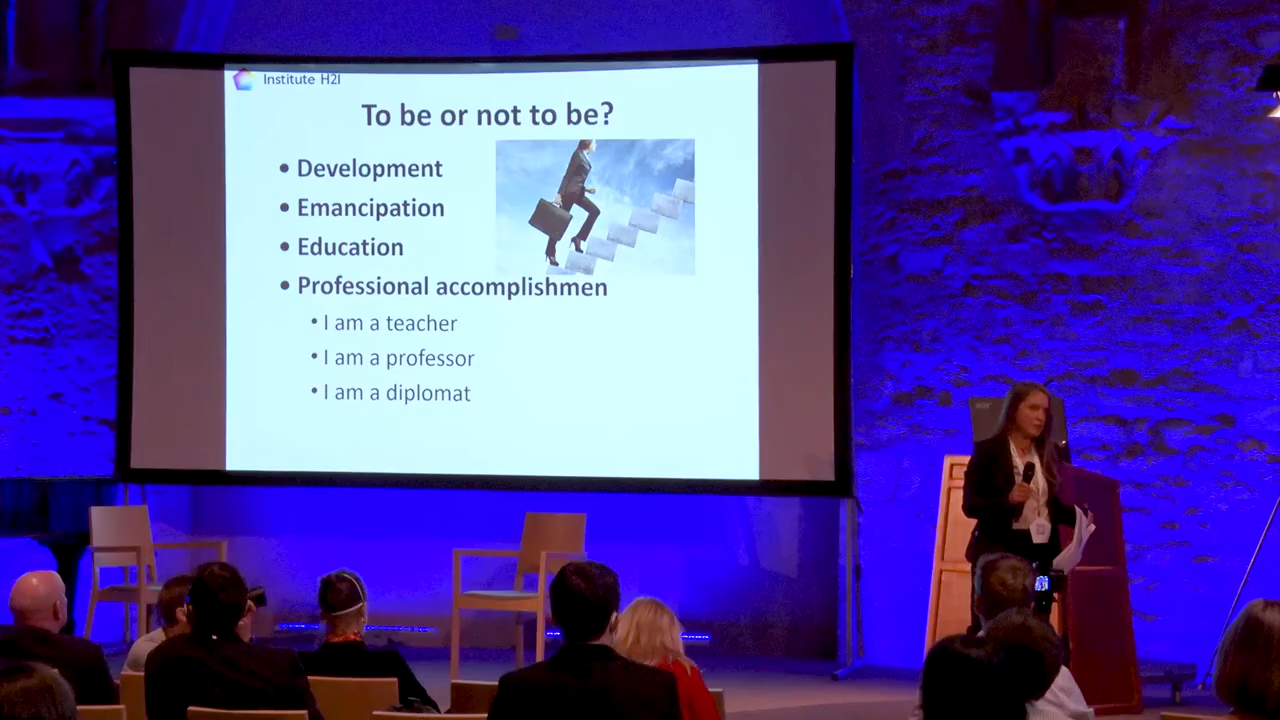 Institute H2I
To be or not to be?
• Development
• Emancipation
• Education
• Professional accomplishmen
• I am a teacher
• I am a professor
• I am a diplomat
acer